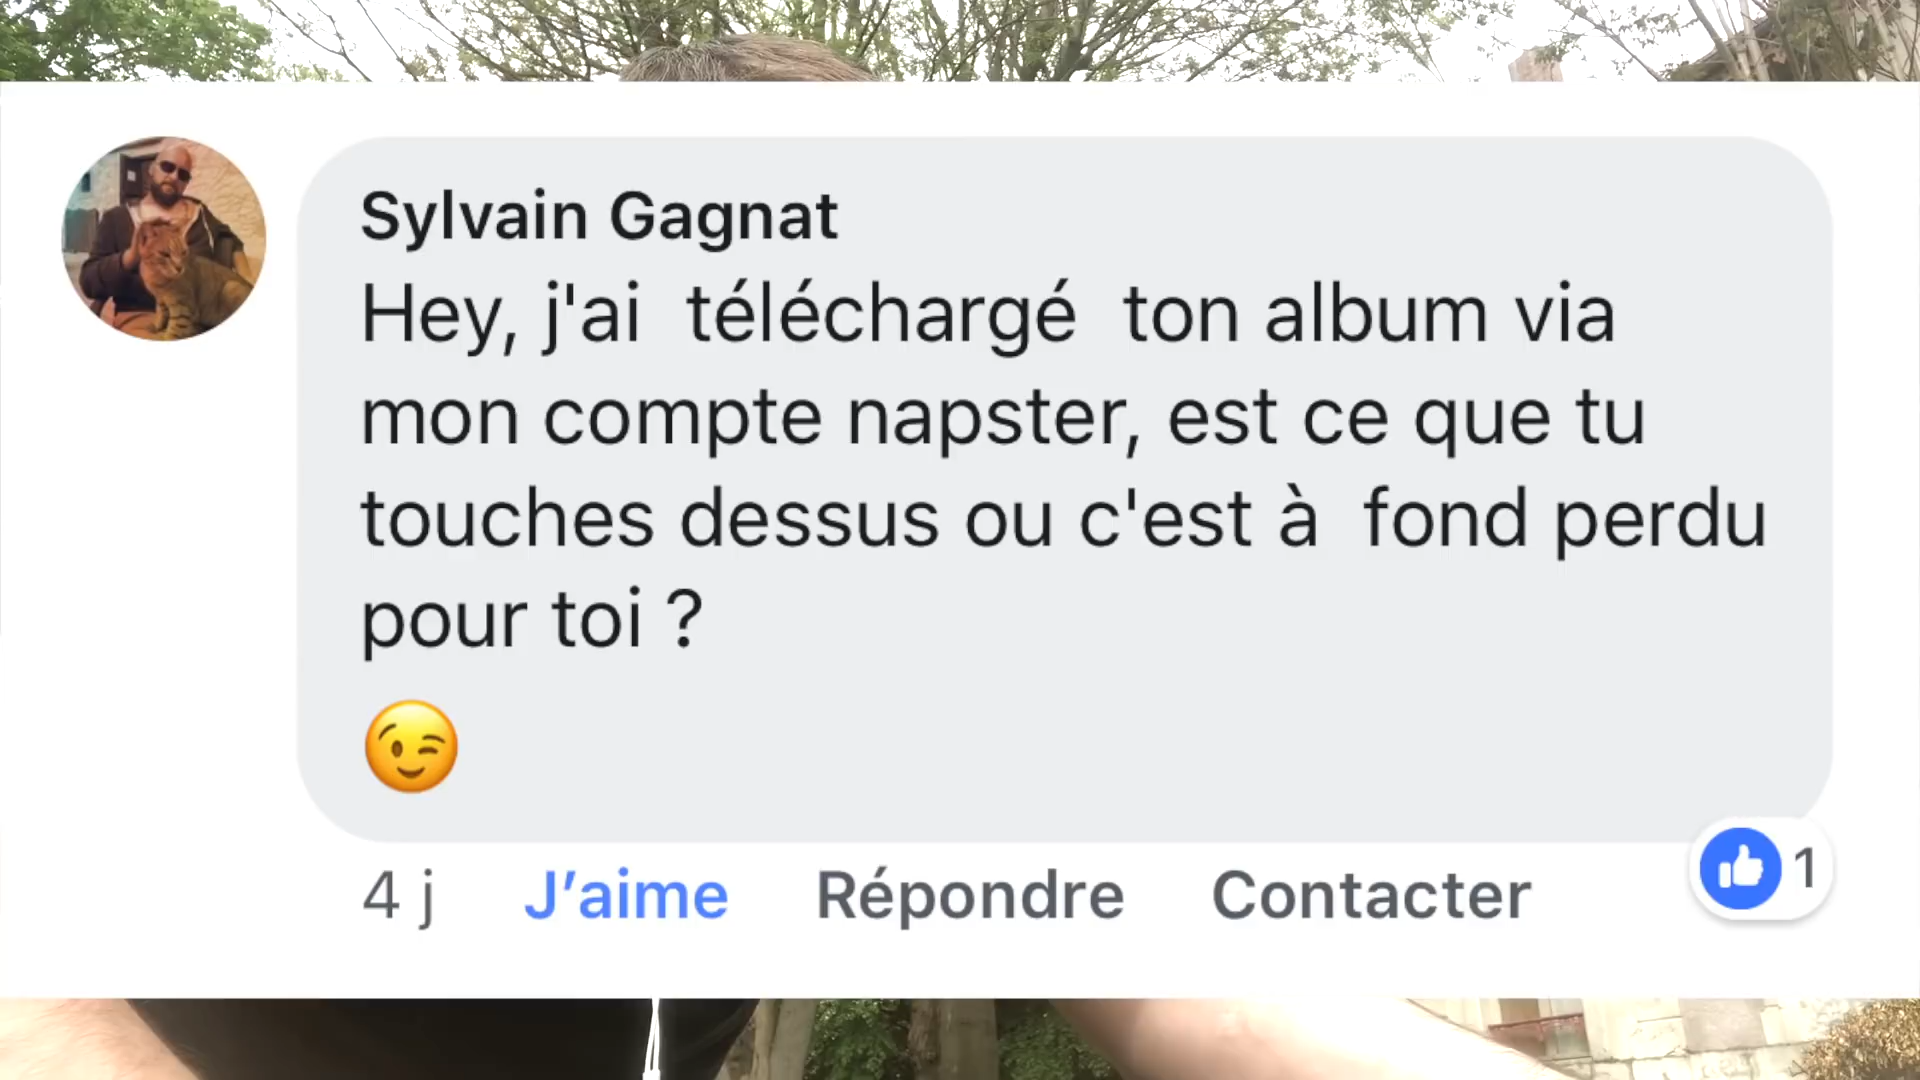 Sylvain Gagnat
Hey, j'ai téléchargé ton album via
mon compte napster, est ce que tu
touches dessus ou c'est à fond perdu
pour toi ?
😉
4 j J’aime Répondre Contacter 1